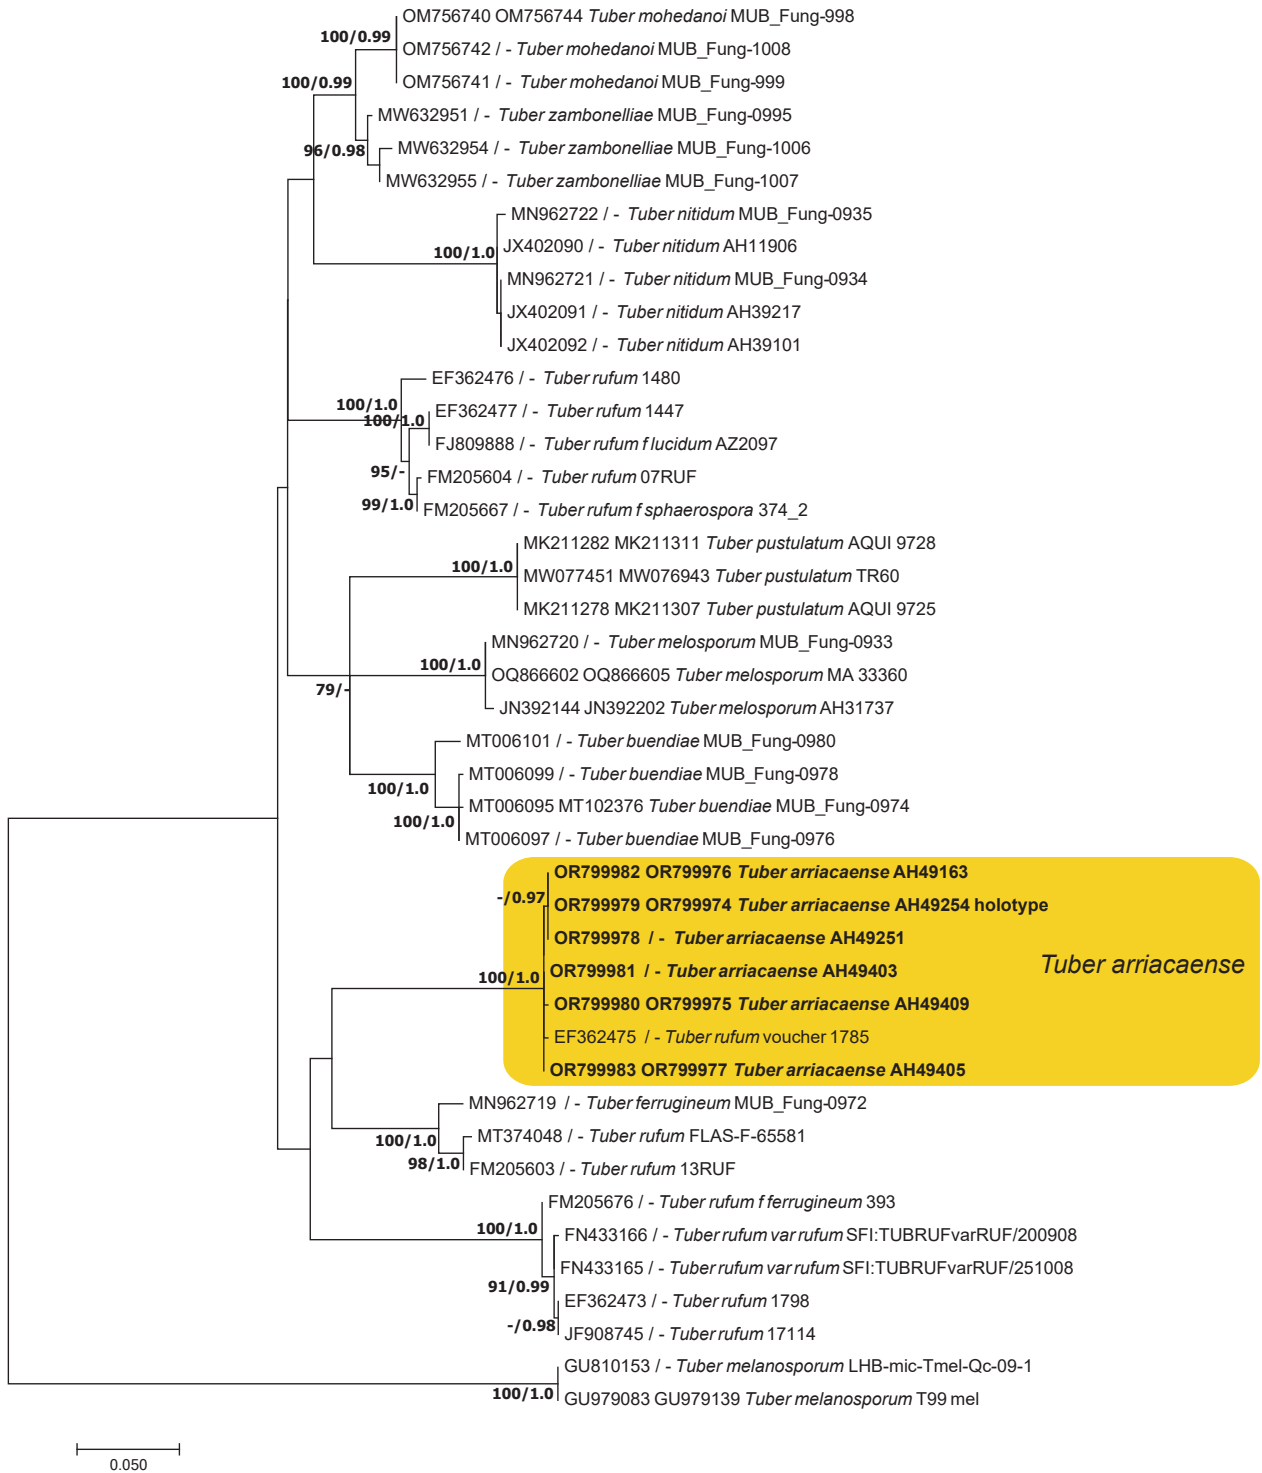 OM756740 OM756744 Tuber mohedanoi MUB_Fung-998
100/0.99
OM756742 / - Tuber mohedanoi MUB_Fung-1008
100/0.99
OM756741 / - Tuber mohedanoi MUB_Fung-999
MW632951 / - Tuber zambonelliae MUB_Fung-0995
96/0.98
MW632954 / - Tuber zambonelliae MUB_Fung-1006
MW632955 / - Tuber zambonelliae MUB_Fung-1007
MN962722 / - Tuber nitidum MUB_Fung-0935
100/1.0
JX402090 / - Tuber nitidum AH11906
MN962721 / - Tuber nitidum MUB_Fung-0934
JX402091 / - Tuber nitidum AH39217
JX402092 / - Tuber nitidum AH39101
EF362476 / - Tuber rufum 1480
100/1.0
100/1.0
EF362477 / - Tuber rufum 1447
FJ809888 / - Tuber rufum f lucidum AZ2097
95/-
FM205604 / - Tuber rufum 07RUF
99/1.0
FM205667 / - Tuber rufum f sphaerospora 374_2
MK211282 MK211311 Tuber pustulatum AQUI 9728
100/1.0
MW077451 MW076943 Tuber pustulatum TR60
MK211278 MK211307 Tuber pustulatum AQUI 9725
MN962720 / - Tuber melosporum MUB_Fung-0933
100/1.0
OQ866602 OQ866605 Tuber melosporum MA 33360
79/-
JN392144 JN392202 Tuber melosporum AH31737
MT006101 / - Tuber buendiae MUB_Fung-0980
MT006099 / - Tuber buendiae MUB_Fung-0978
100/1.0
MT006095 MT102376 Tuber buendiae MUB_Fung-0974
100/1.0
MT006097 / - Tuber buendiae MUB_Fung-0976
OR799982 OR799976 Tuber arriacaense AH49163
-/0.97
OR799979 OR799974 Tuber arriacaense AH49254 holotype
OR799978 / - Tuber arriacaense AH49251
Tuber arriacaense
100/1.0
OR799981 / - Tuber arriacaense AH49403
OR799980 OR799975 Tuber arriacaense AH49409
EF362475 / - Tuber rufum voucher 1785
OR799983 OR799977 Tuber arriacaense AH49405
MN962719 / - Tuber ferrugineum MUB_Fung-0972
100/1.0
MT374048 / - Tuber rufum FLAS-F-65581
98/1.0
FM205603 / - Tuber rufum 13RUF
FM205676 / - Tuber rufum f ferrugineum 393
100/1.0
FN433166 / - Tuber rufum var rufum SFI:TUBRUFvarRUF/200908
FN433165 / - Tuber rufum var rufum SFI:TUBRUFvarRUF/251008
91/0.99
EF362473 / - Tuber rufum 1798
-/0.98
JF908745 / - Tuber rufum 17114
GU810153 / - Tuber melanosporum LHB-mic-Tmel-Qc-09-1
100/1.0
GU979083 GU979139 Tuber melanosporum T99 mel
0.050